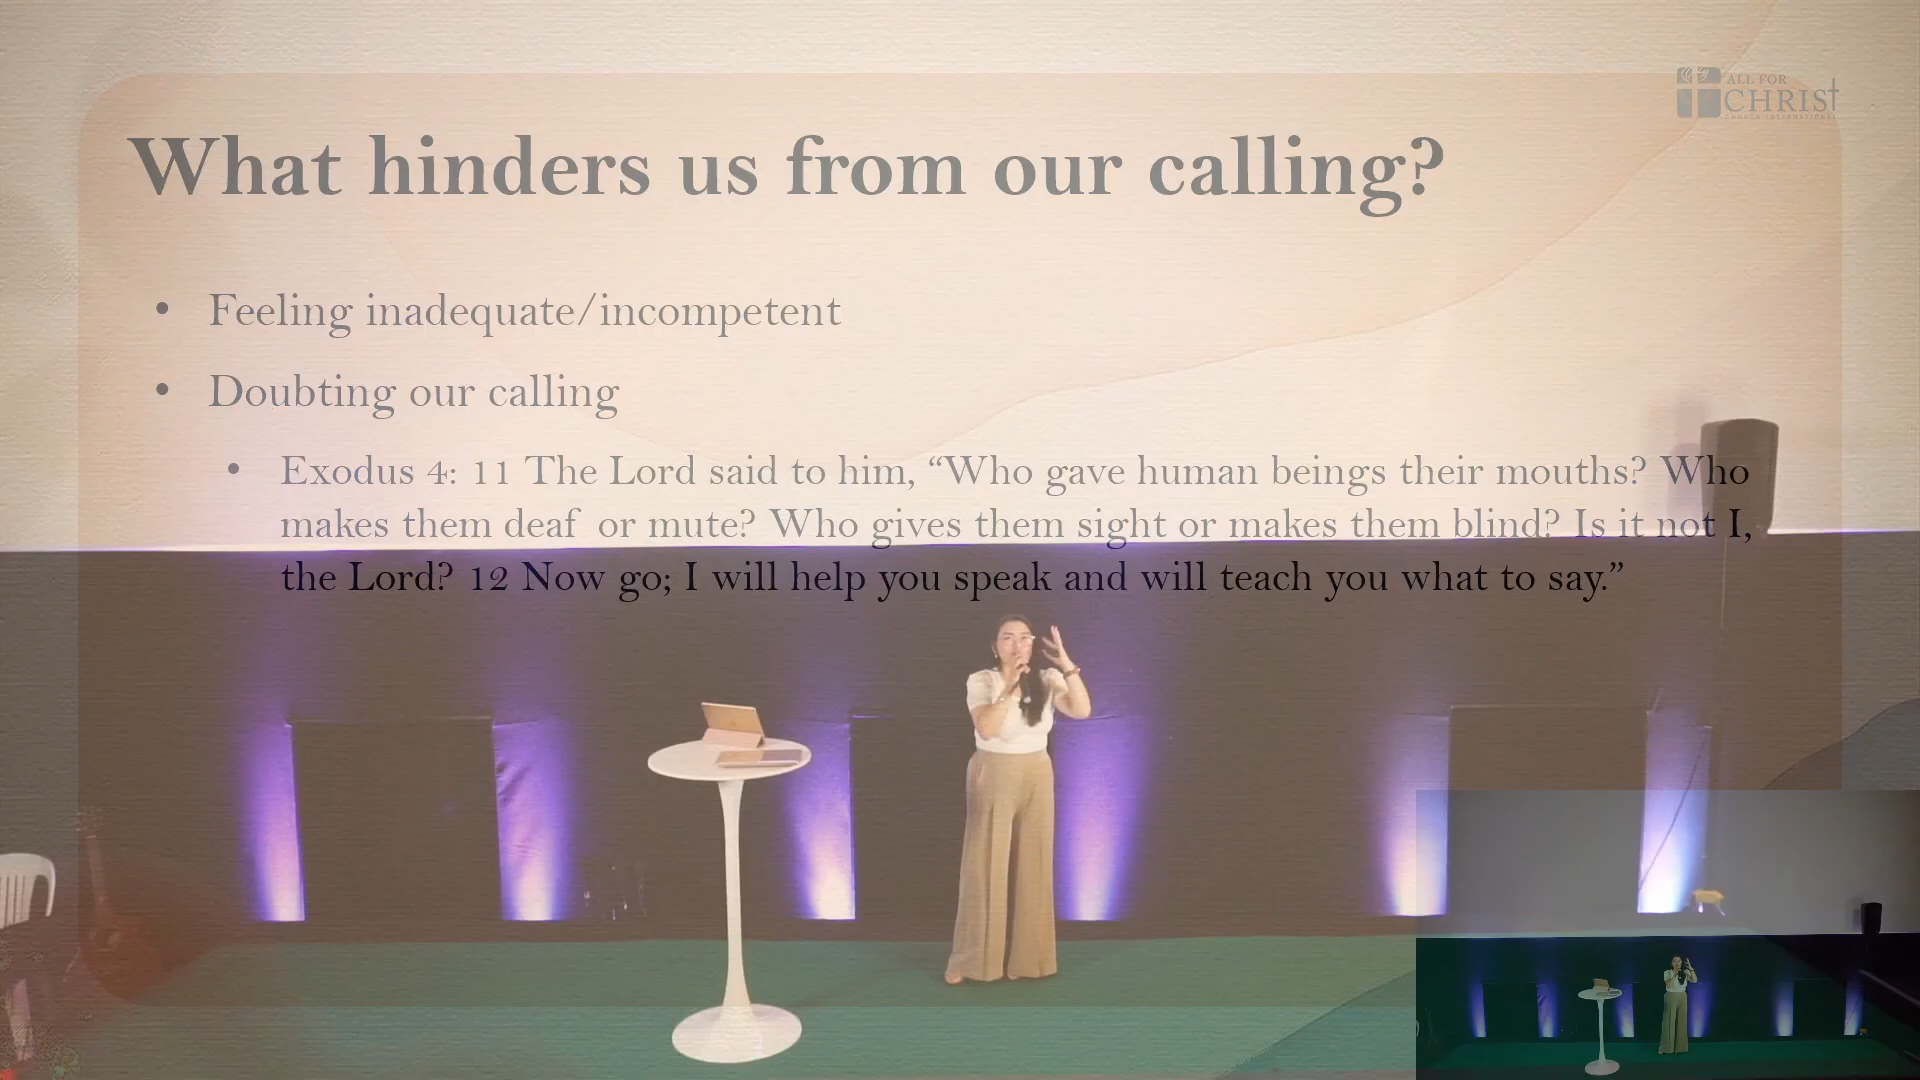 ALL FOR
CHRIST
CHURCH INTERNATIONAL
What hinders us from our calling?
• Feeling inadequate/incompetent
• Doubting our calling
• Exodus 4: 11 The Lord said to him, “Who gave human beings their mouths? Who
makes them deaf or mute? Who gives them sight or makes them blind? Is it not I,
the Lord? 12 Now go; I will help you speak and will teach you what to say.”